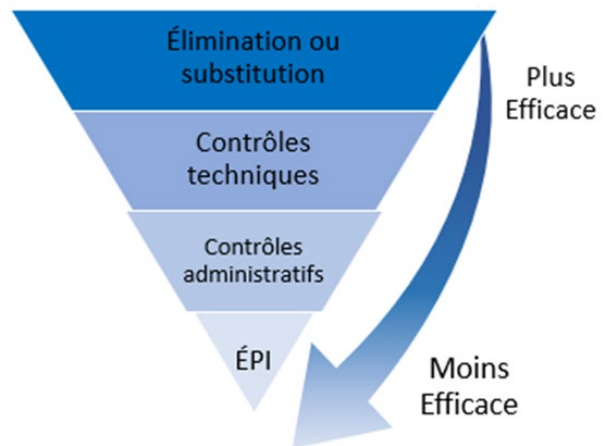 Élimination ou
substitution
Plus
Efficace
Contrôles
techniques
Contrôles
administratifs
ÉPI
Moins
Efficace